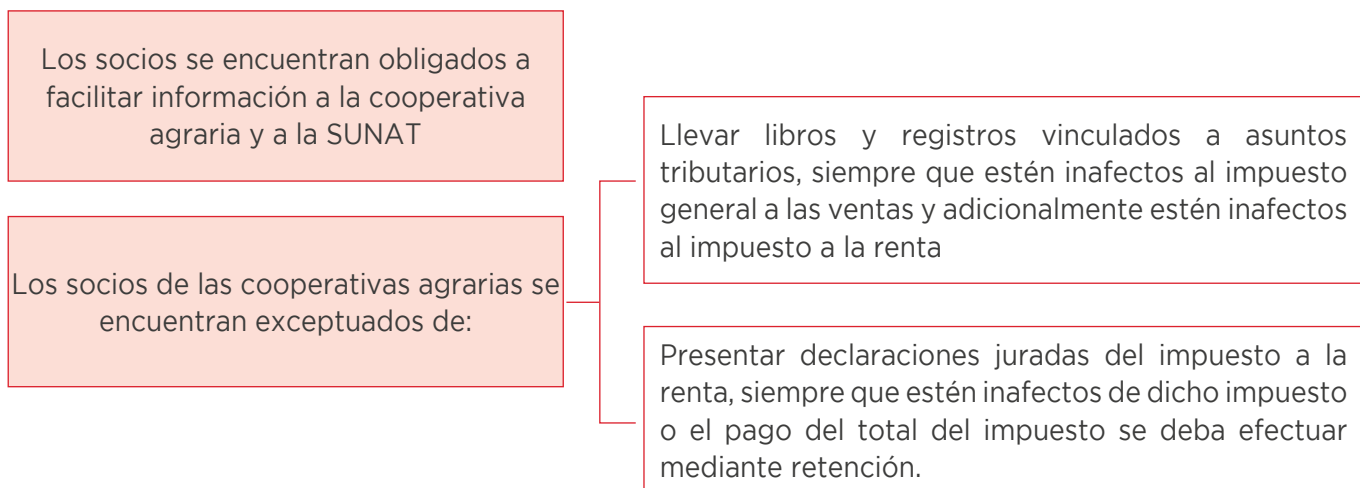 Los socios se encuentran obligados a
facilitar información a la cooperativa
agraria y a la SUNAT
Los socios de las cooperativas agrarias se
encuentran exceptuados de:
Llevar libros y registros vinculados a asuntos
tributarios, siempre que estén inafectos al impuesto
general a las ventas y adicionalmente estén inafectos
al impuesto a la renta
Presentar declaraciones juradas del impuesto a la
renta, siempre que estén inafectos de dicho impuesto
o el pago del total del impuesto se deba efectuar
mediante retención.